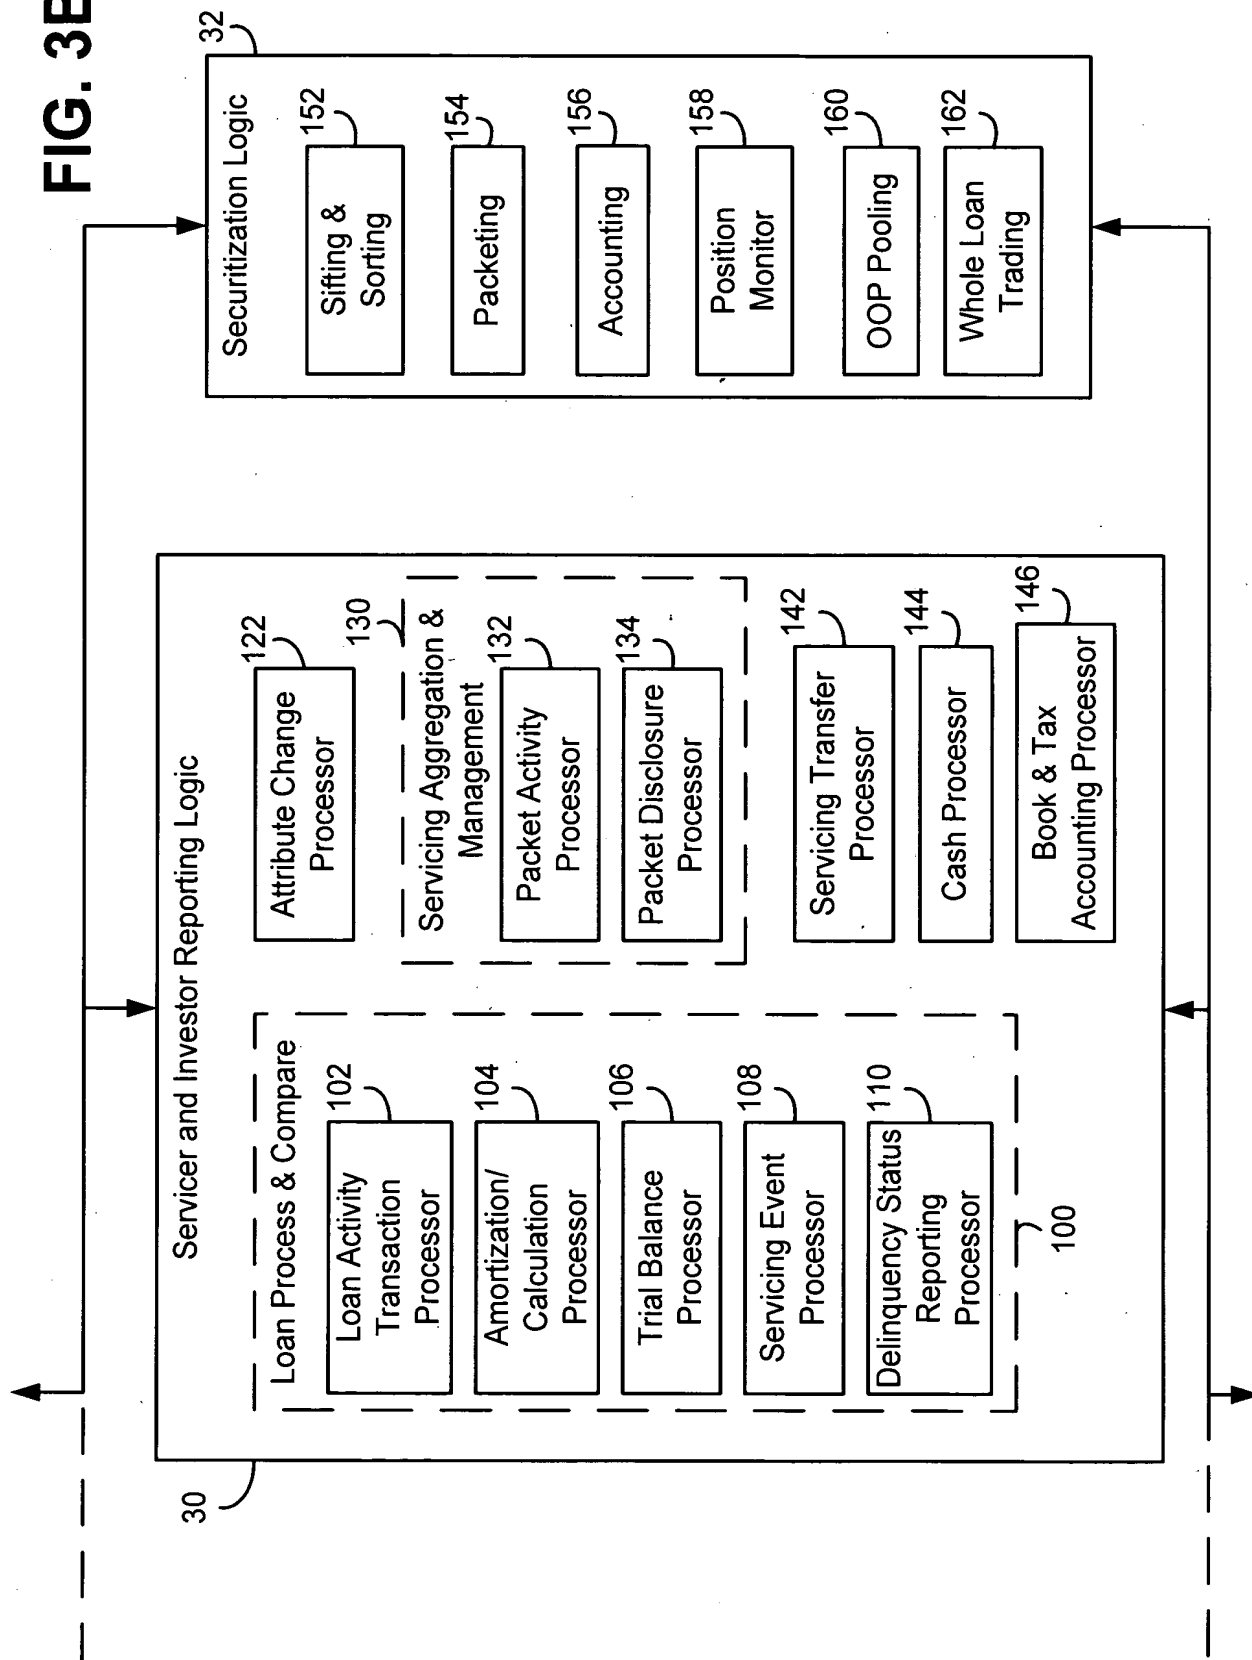 FIG. 3B
Servicer and Investor Reporting Logic
30
Loan Process & Compare
Loan Activity
Transaction
Processor
102
Amortization/
Calculation
Processor
104
Trial Balance
Processor
106
Servicing Event
Processor
108
Delinquency Status
Reporting
Processor
110
100
Attribute Change
Processor
122
130
Servicing Aggregation &
Management
Packet Activity
Processor
132
Packet Disclosure
Processor
134
Servicing Transfer
Processor
142
Cash Processor
144
Book & Tax
Accounting Processor
146
Securitization Logic
32
Sifting &
Sorting
152
Packeting
154
Accounting
156
Position
Monitor
158
OOP Pooling
160
Whole Loan
Trading
162